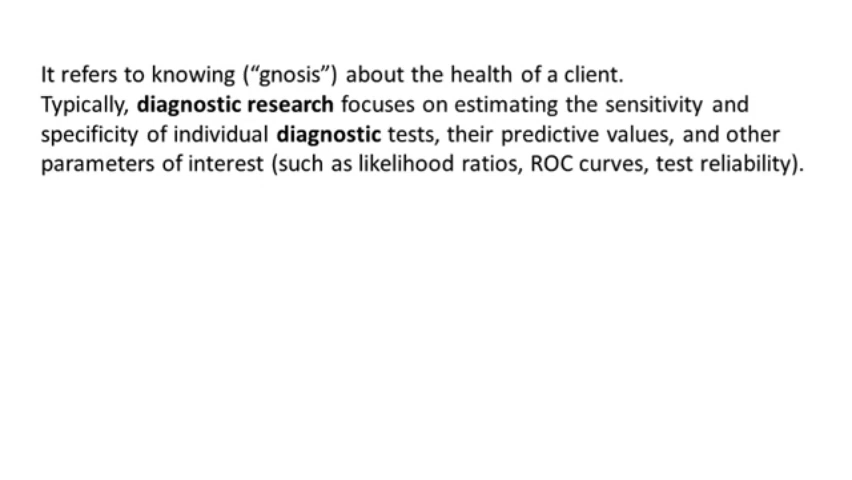 It refers to knowing (“gnosis”) about the health of a client.
Typically, diagnostic research focuses on estimating the sensitivity and
specificity of individual diagnostic tests, their predictive values, and other
parameters of interest (such as likelihood ratios, ROC curves, test reliability).